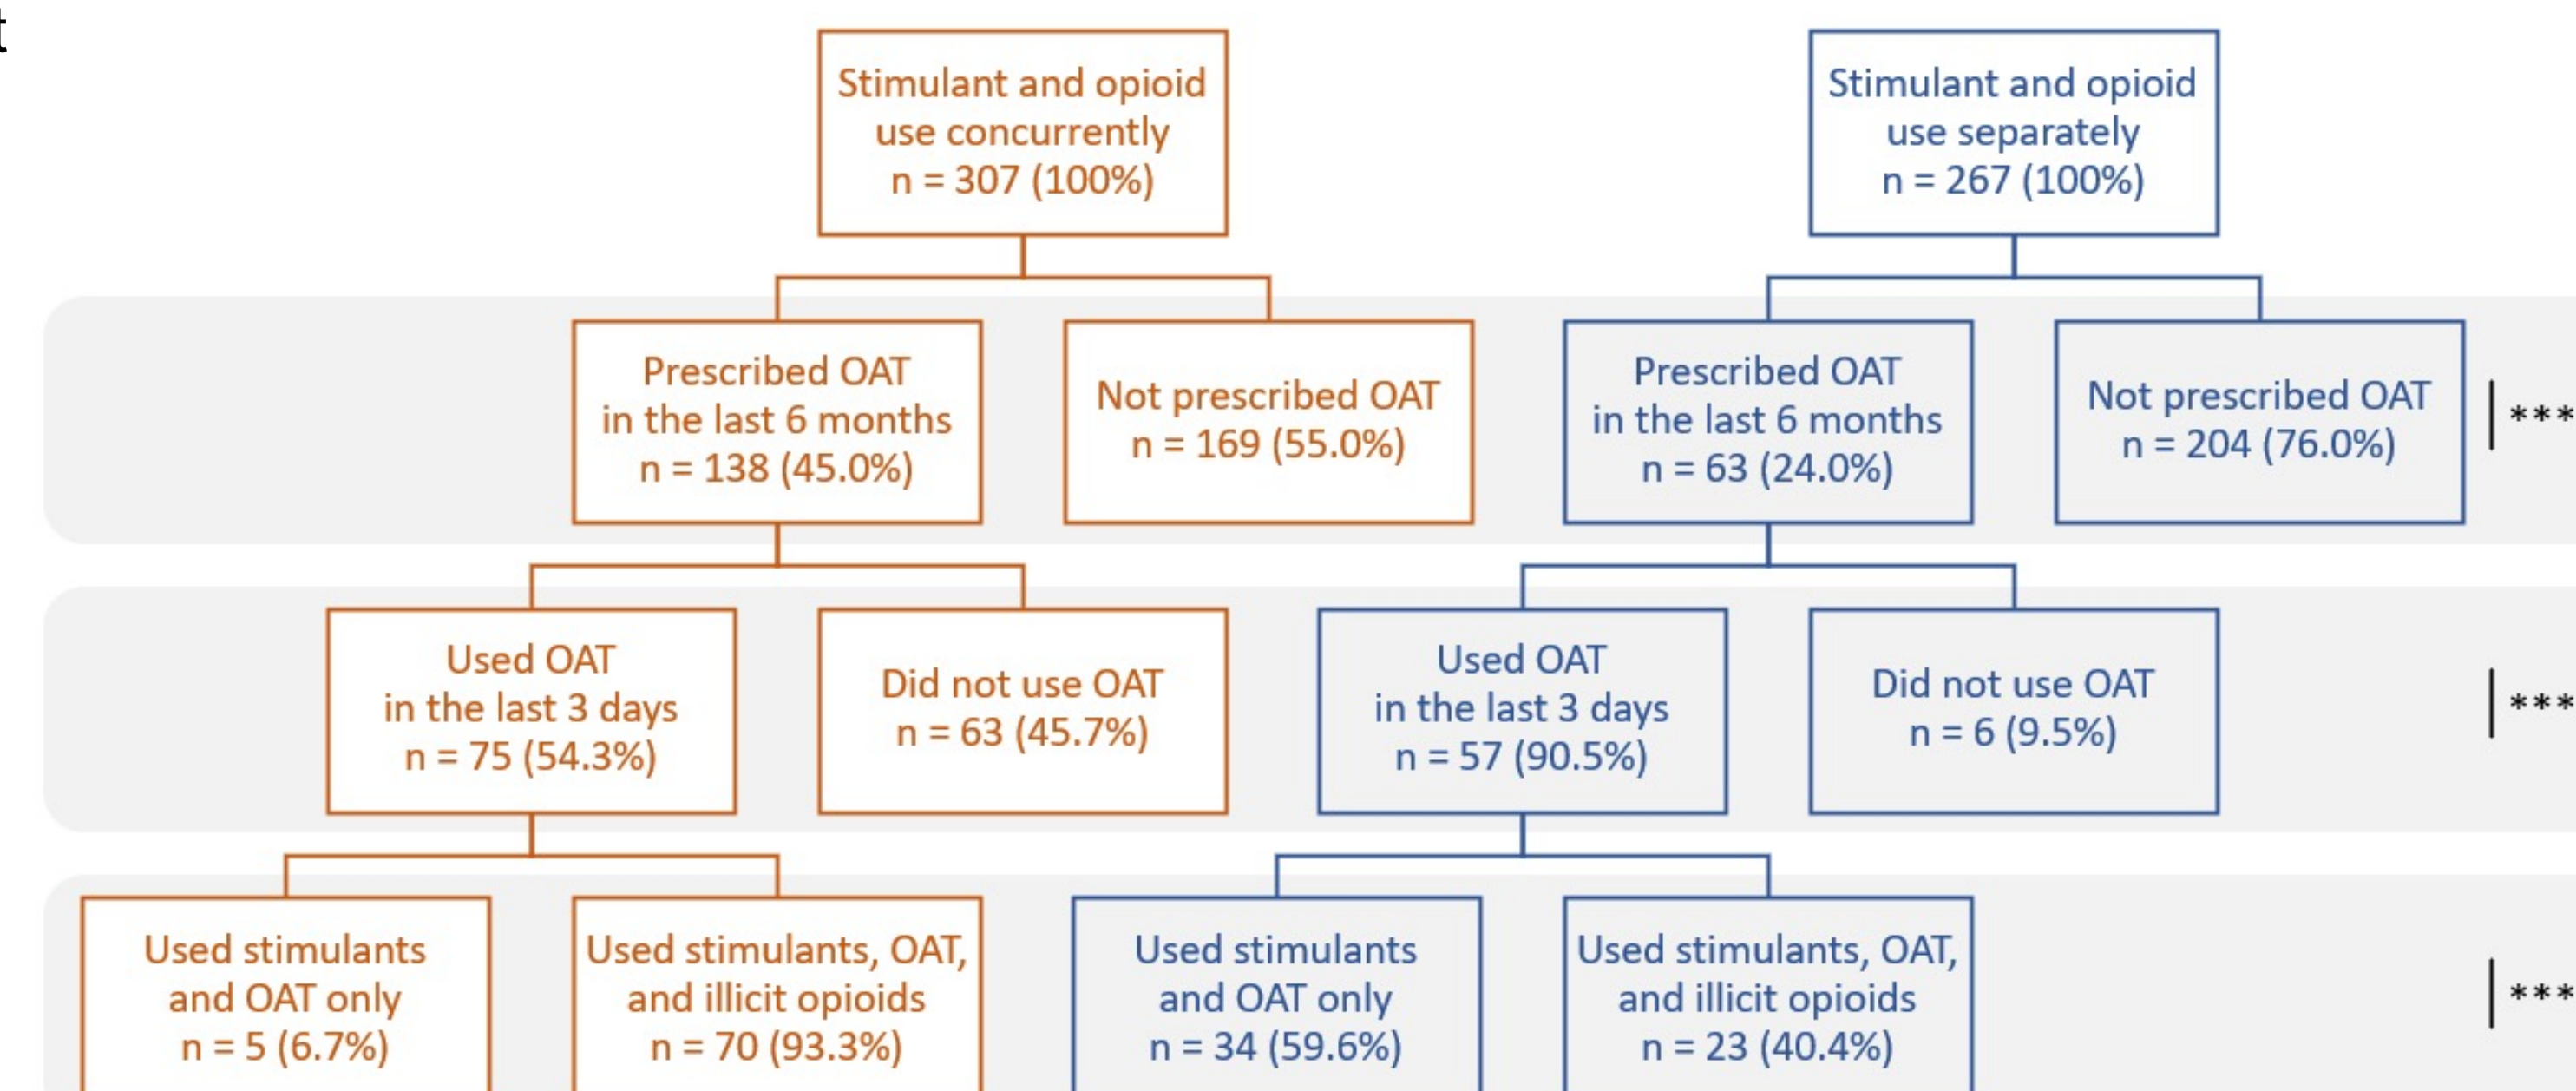 t
Stimulant and opioid
use concurrently
n = 307 (100%)
Stimulant and opioid
use separately
n = 267 (100%)
Prescribed OAT
in the last 6 months
n = 138 (45.0%)
Not prescribed OAT
n = 169 (55.0%)
Prescribed OAT
in the last 6 months
n = 63 (24.0%)
Not prescribed OAT
n = 204 (76.0%)
***
Used OAT
in the last 3 days
n = 75 (54.3%)
Did not use OAT
n = 63 (45.7%)
Used OAT
in the last 3 days
n = 57 (90.5%)
Did not use OAT
n = 6 (9.5%)
***
Used stimulants
and OAT only
n = 5 (6.7%)
Used stimulants, OAT,
and illicit opioids
n = 70 (93.3%)
Used stimulants
and OAT only
n = 34 (59.6%)
Used stimulants, OAT,
and illicit opioids
n = 23 (40.4%)
***